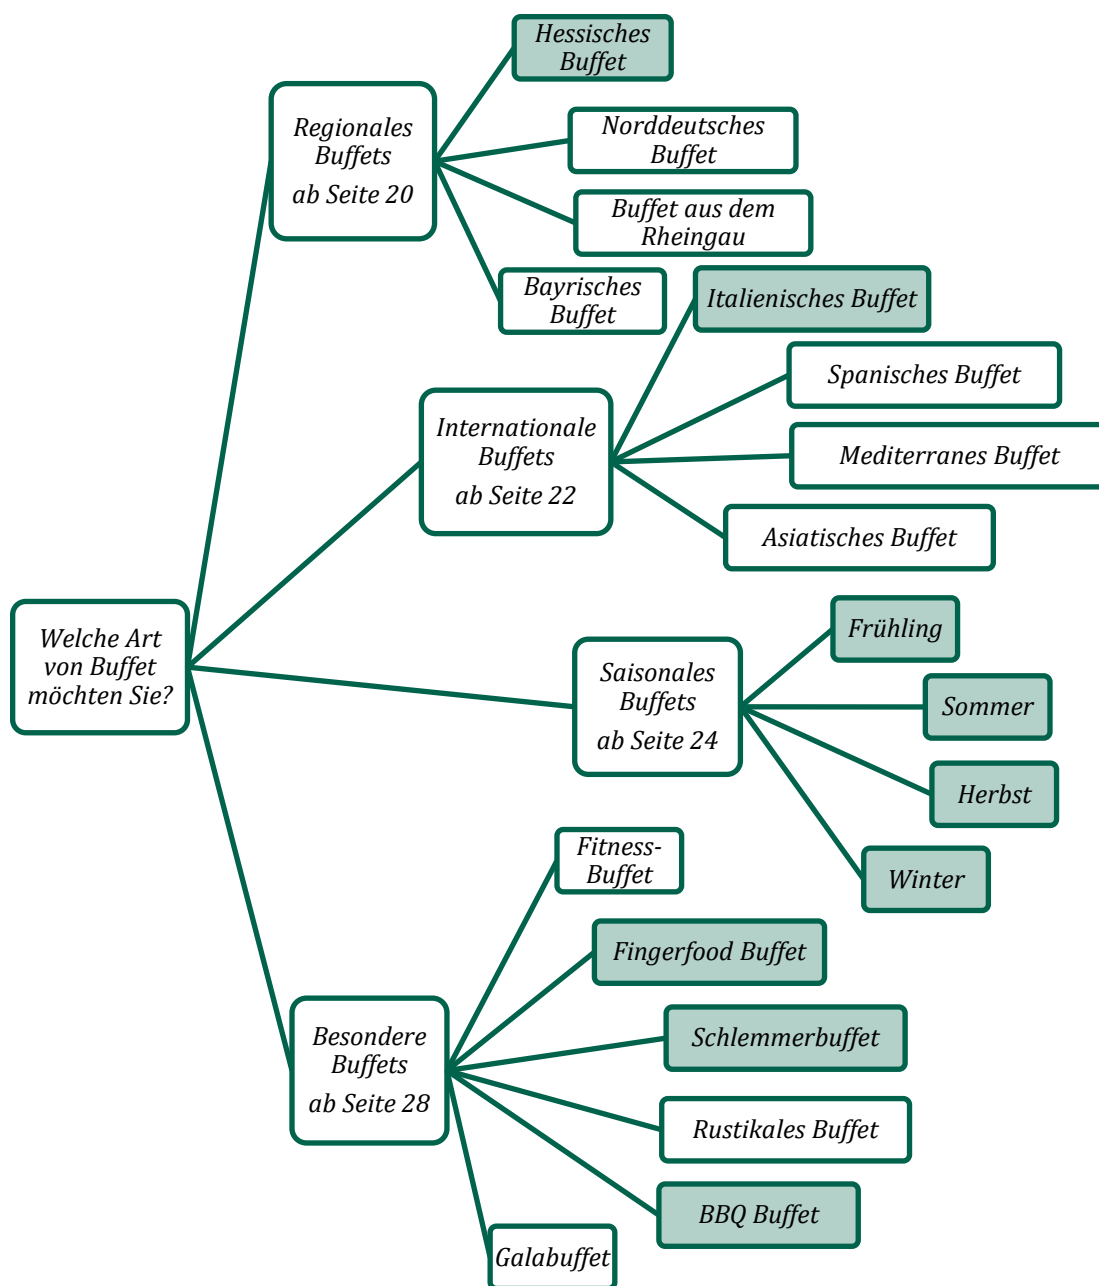 Welche Art
von Buffet
möchten Sie?
Regionales
Buffets
ab Seite 20
Hessisches
Buffet
Norddeutsches
Buffet
Buffet aus dem
Rheingau
Bayrisches
Buffet
Internationale
Buffets
ab Seite 22
Italienisches Buffet
Spanisches Buffet
Mediterranes Buffet
Asiatisches Buffet
Saisonales
Buffets
ab Seite 24
Frühling
Sommer
Herbst
Winter
Besondere
Buffets
ab Seite 28
Fitness-
Buffet
Fingerfood Buffet
Schlemmerbuffet
Rustikales Buffet
BBQ Buffet
Galabuffet